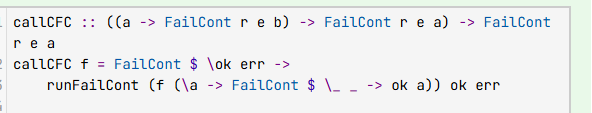 callCFC :: ((a -> FailCont r e b) -> FailCont r e a) -> FailCont
r e a
callCFC f = FailCont $ \ok err ->
    runFailCont (f (\a -> FailCont $ \_ _ -> ok a)) ok err